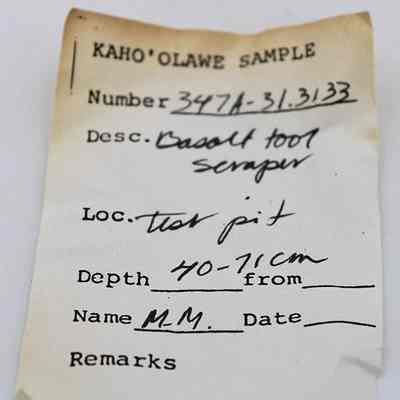 KAHO'OLAWE SAMPLE
Number 347A-31.3133
Desc. Basalt tool
scraper
Loc. Test pit
Depth 40-71cm from
Name M.M. Date
Remarks